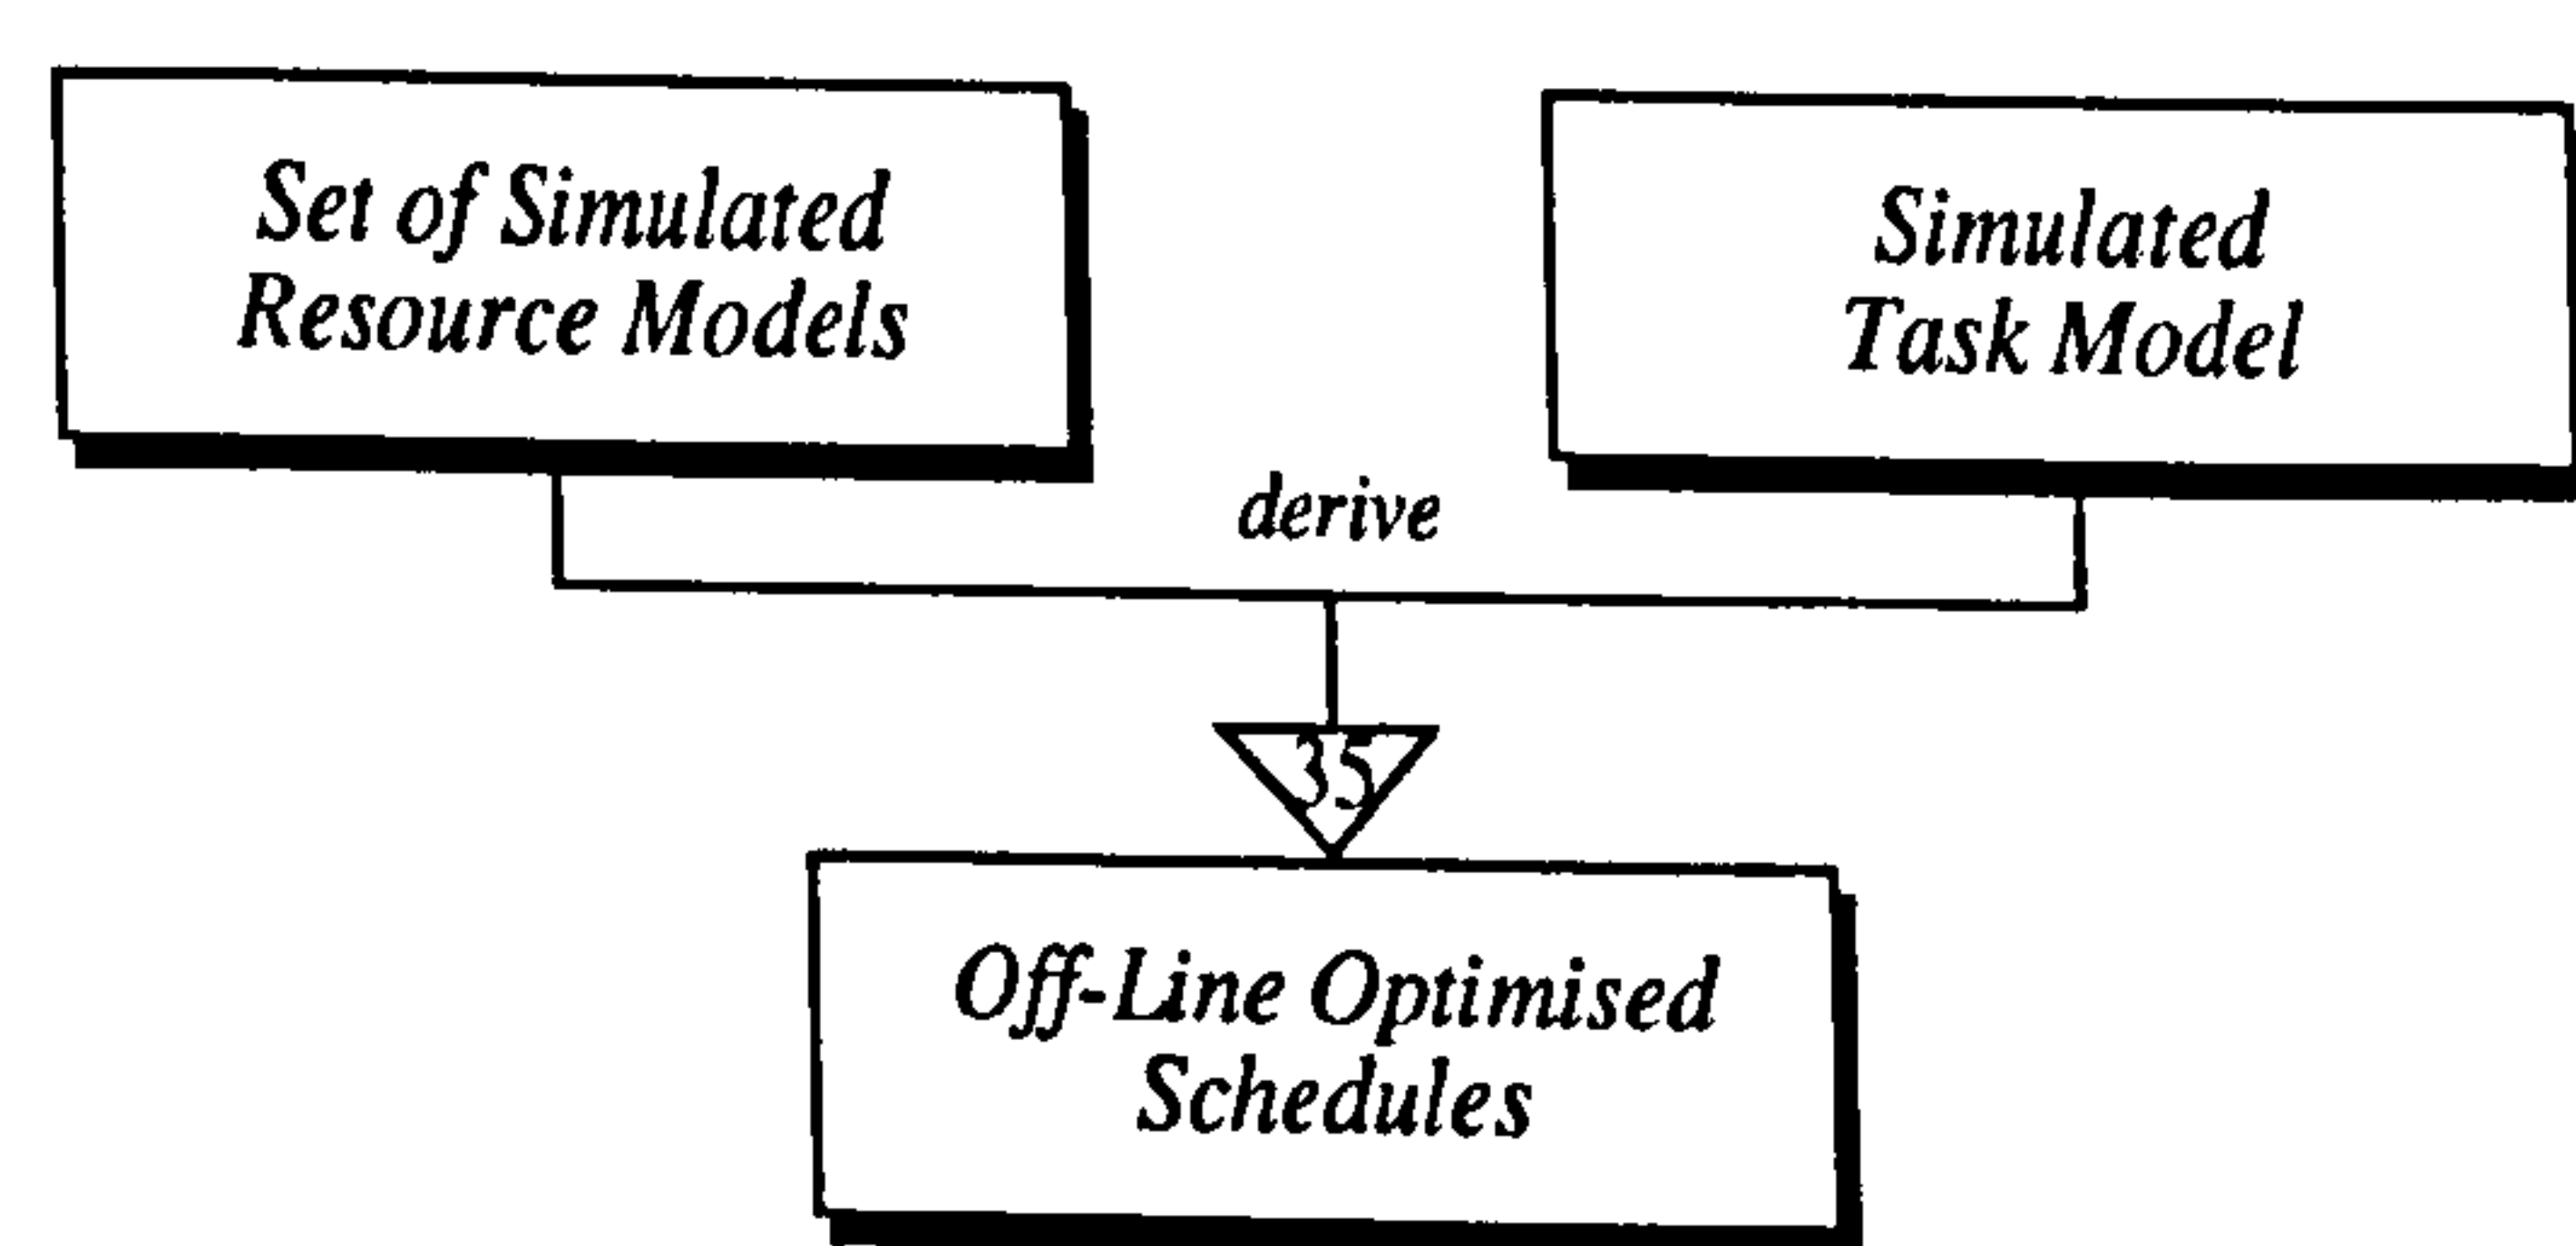 Set of Simulated
Resource Models
Simulated
Task Model
derive
35
Off-Line Optimised
Schedules